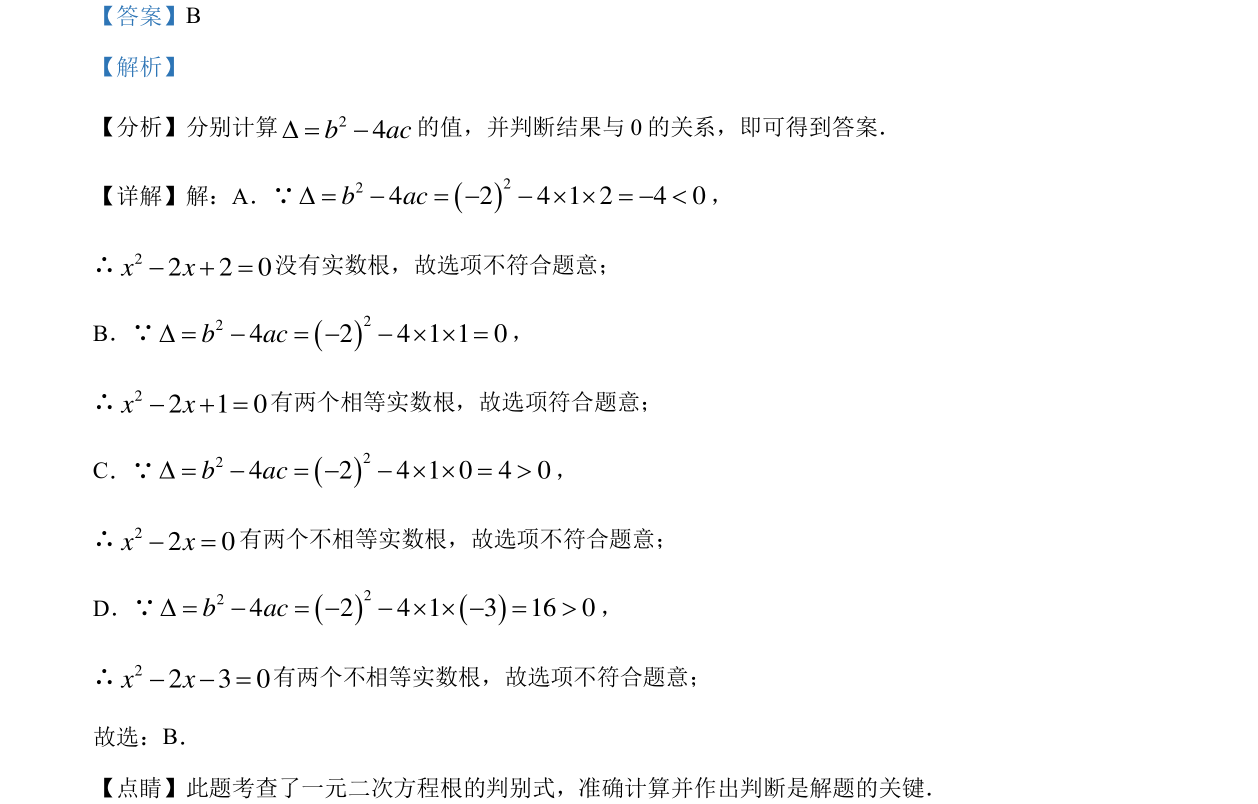 【答案】B
【解析】
【分析】分别计算 Δ = b² − 4ac 的值，并判断结果与 0 的关系，即可得到答案．
【详解】解：A．∵ Δ = b² − 4ac = (−2)² − 4×1×2 = −4 < 0，
∴ x² − 2x + 2 = 0没有实数根，故选项不符合题意；
B．∵ Δ = b² − 4ac = (−2)² − 4×1×1 = 0，
∴ x² − 2x + 1 = 0有两个相等实数根，故选项符合题意；
C．∵ Δ = b² − 4ac = (−2)² − 4×1×0 = 4 > 0，
∴ x² − 2x = 0有两个不相等实数根，故选项不符合题意；
D．∵ Δ = b² − 4ac = (−2)² − 4×1×(−3) = 16 > 0，
∴ x² − 2x − 3 = 0有两个不相等实数根，故选项不符合题意；
故选：B．
【点睛】此题考查了一元二次方程根的判别式，准确计算并作出判断是解题的关键．